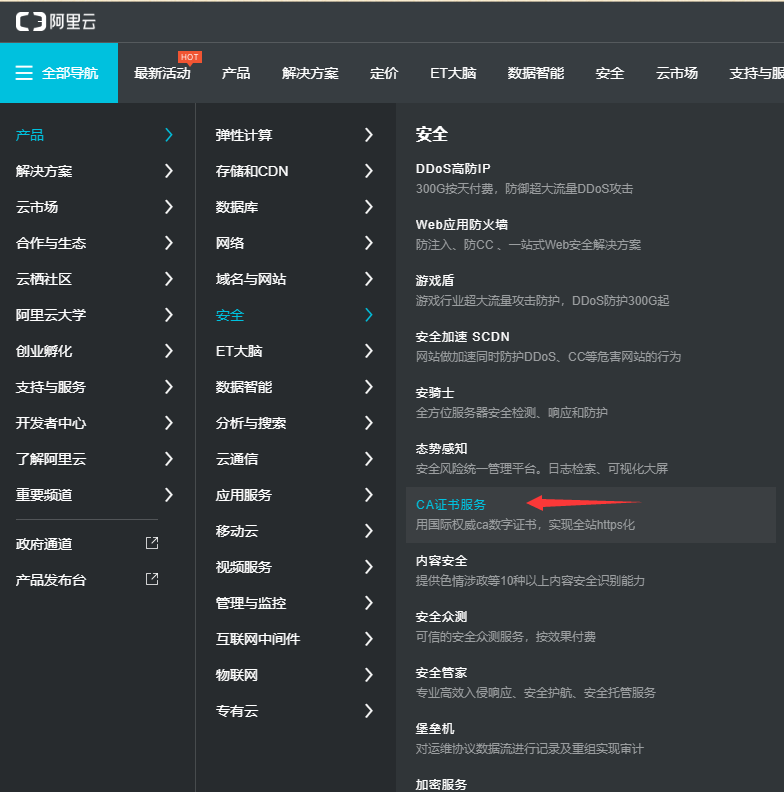 阿里云
全部导航
最新活动
HOT
产品
解决方案
定价
ET大脑
数据智能
安全
云市场
支持与服
产品
解决方案
云市场
合作与生态
云栖社区
阿里云大学
创业孵化
支持与服务
开发者中心
了解阿里云
重要频道
政府通道
产品发布台
弹性计算
存储和CDN
数据库
网络
域名与网站
安全
ET大脑
数据智能
分析与搜索
云通信
应用服务
移动云
视频服务
管理与监控
互联网中间件
物联网
专有云
安全
DDoS高防IP
300G按天付费，防御超大流量DDoS攻击
Web应用防火墙
防注入、防CC 、一站式Web安全解决方案
游戏盾
游戏行业超大流量攻击防护，DDoS防护300G起
安全加速 SCDN
网站做加速同时防护DDoS、CC等危害网站的行为
安骑士
全方位服务器安全检测、响应和防护
态势感知
安全风险统一管理平台。日志检索、可视化大屏
CA证书服务
用国际权威ca数字证书，实现全站https化
内容安全
提供色情涉政等10种以上内容安全识别能力
安全众测
可信的安全众测服务，按效果付费
安全管家
专业高效入侵响应、安全护航、安全托管服务
堡垒机
对运维协议数据流进行记录及重组实现审计
加密服务